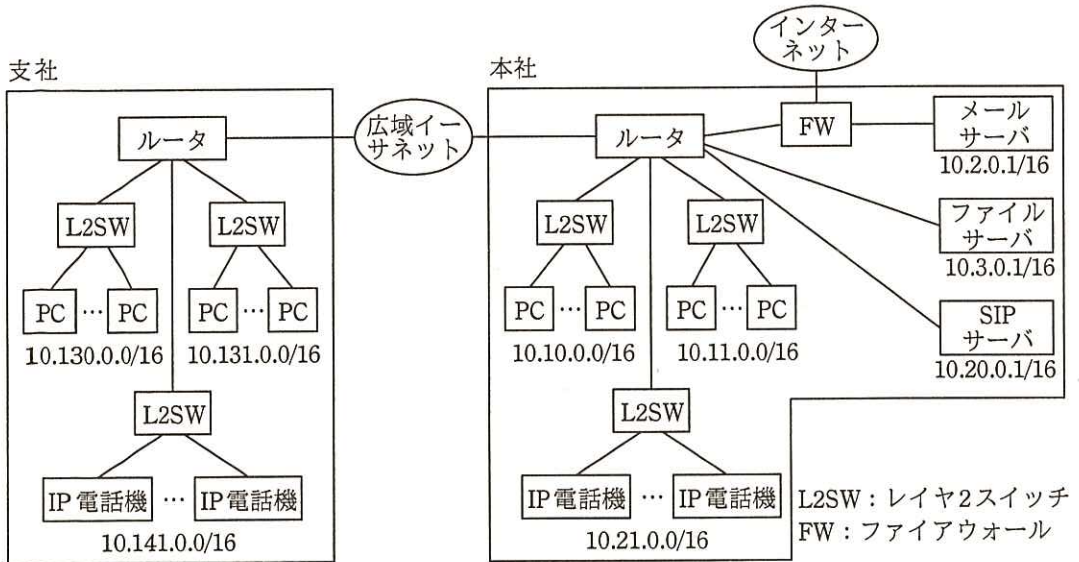 インター
ネット
支社
本社
ルータ
広域イー
サネット
ルータ
FW
メール
サーバ
10.2.0.1/16
L2SW
L2SW
L2SW
L2SW
ファイル
サーバ
10.3.0.1/16
PC … PC
PC … PC
PC … PC
PC … PC
SIP
サーバ
10.20.0.1/16
10.130.0.0/16
10.131.0.0/16
10.10.0.0/16
10.11.0.0/16
L2SW
L2SW
IP電話機 … IP電話機
IP電話機 … IP電話機
10.141.0.0/16
10.21.0.0/16
L2SW：レイヤ2スイッチ
FW：ファイアウォール